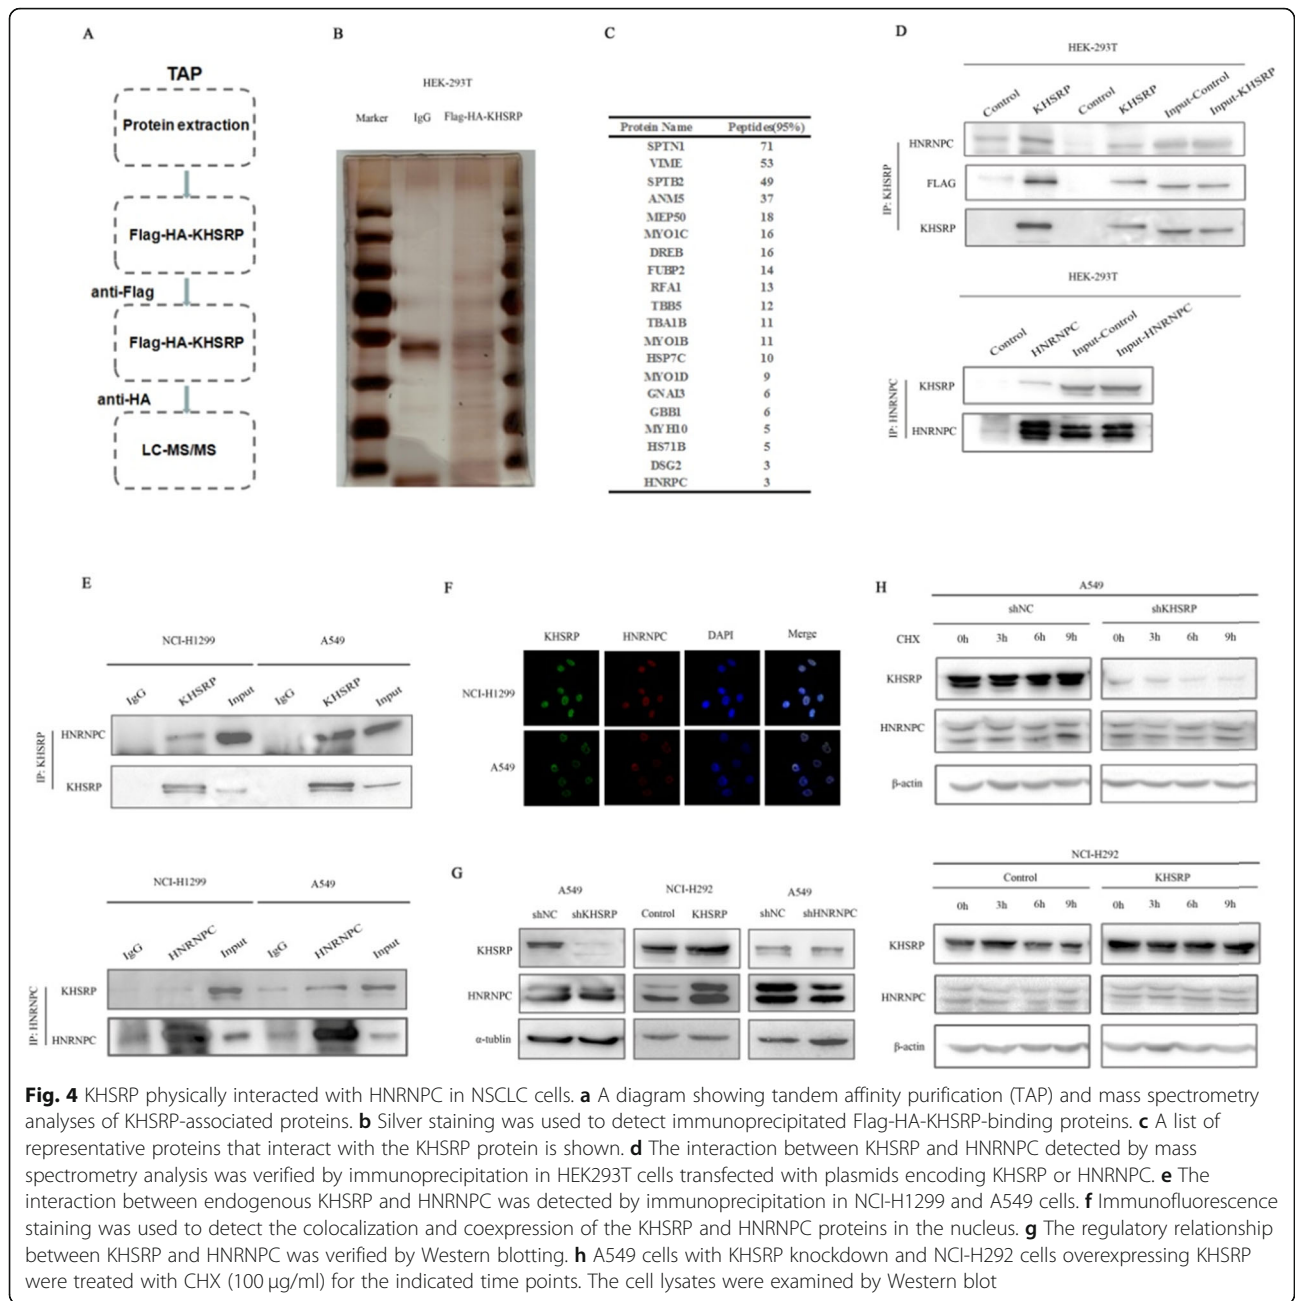 A
TAP
Protein extraction
Flag-HA-KHSRP
anti-Flag
Flag-HA-KHSRP
anti-HA
LC-MS/MS
B
HEK-293T
Marker IgG Flag-HA-KHSRP
C
Protein Name Peptides(95%)
SPTN1 71
VIME 53
SPTB2 49
ANM5 37
MEP50 18
MYO1C 16
DREB 16
FUBP2 14
RFA1 13
TBB5 12
TBA1B 11
MYO1B 11
HSP7C 10
MYO1D 9
GNAI3 6
GBB1 6
MYH10 5
HS71B 5
DSG2 3
HNRPC 3
D
HEK-293T
Control KHSRP Control KHSRP Input-Control Input-KHSRP
IP: KHSRP
HNRNPC
FLAG
KHSRP
HEK-293T
Control HNRNPC Input-Control Input-HNRNPC
IP: HNRNPC
KHSRP
HNRNPC
E
NCI-H1299 A549
IgG KHSRP Input IgG KHSRP Input
IP: KHSRP
HNRNPC
KHSRP
NCI-H1299 A549
IgG HNRNPC Input IgG HNRNPC Input
IP: HNRNPC
KHSRP
HNRNPC
F
KHSRP HNRNPC DAPI Merge
NCI-H1299
A549
G
A549 NCI-H292 A549
shNC shKHSRP Control KHSRP shNC shHNRNPC
KHSRP
HNRNPC
α-tublin
H
A549
shNC shKHSRP
CHX 0h 3h 6h 9h 0h 3h 6h 9h
KHSRP
HNRNPC
β-actin
NCI-H292
Control KHSRP
0h 3h 6h 9h 0h 3h 6h 9h
KHSRP
HNRNPC
β-actin
Fig. 4 KHSRP physically interacted with HNRNPC in NSCLC cells. a A diagram showing tandem affinity purification (TAP) and mass spectrometry
analyses of KHSRP-associated proteins. b Silver staining was used to detect immunoprecipitated Flag-HA-KHSRP-binding proteins. c A list of
representative proteins that interact with the KHSRP protein is shown. d The interaction between KHSRP and HNRNPC detected by mass
spectrometry analysis was verified by immunoprecipitation in HEK293T cells transfected with plasmids encoding KHSRP or HNRNPC. e The
interaction between endogenous KHSRP and HNRNPC was detected by immunoprecipitation in NCI-H1299 and A549 cells. f Immunofluorescence
staining was used to detect the colocalization and coexpression of the KHSRP and HNRNPC proteins in the nucleus. g The regulatory relationship
between KHSRP and HNRNPC was verified by Western blotting. h A549 cells with KHSRP knockdown and NCI-H292 cells overexpressing KHSRP
were treated with CHX (100 μg/ml) for the indicated time points. The cell lysates were examined by Western blot